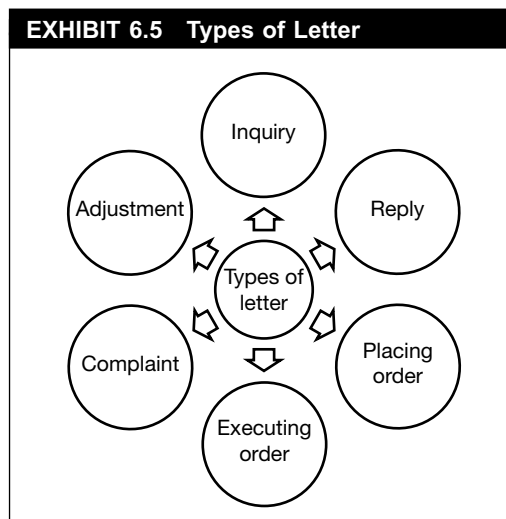 EXHIBIT 6.5 Types of Letter
Inquiry
Adjustment
Reply
Types of
letter
Complaint
Placing
order
Executing
order